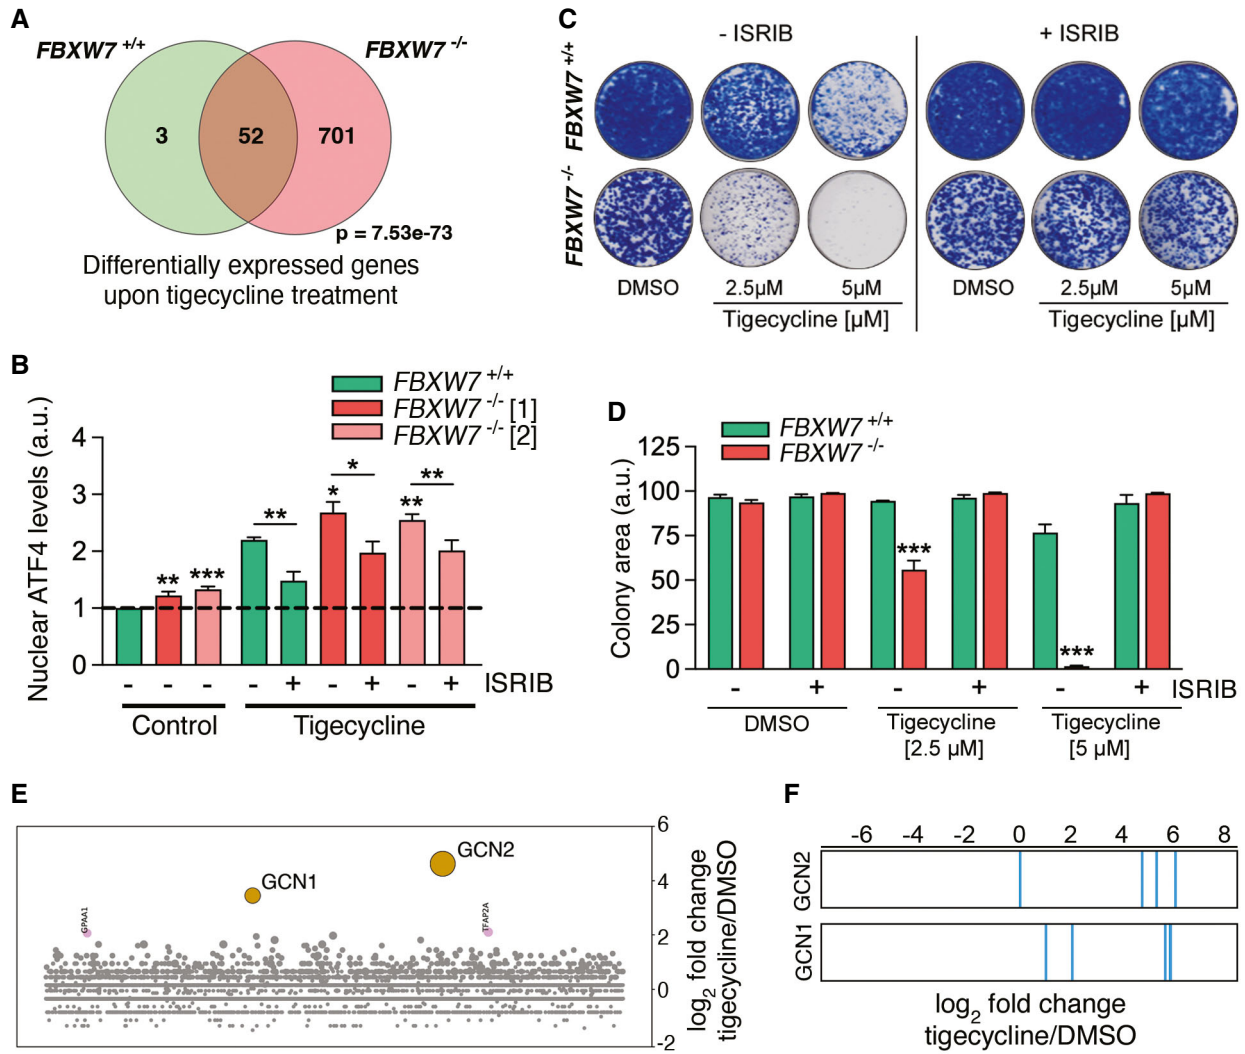 A
FBXW7 +/+
FBXW7 -/-
3
52
701
p = 7.53e-73
Differentially expressed genes
upon tigecycline treatment
B
FBXW7 +/+
FBXW7 -/- [1]
FBXW7 -/- [2]
Nuclear ATF4 levels (a.u.)
4
3
2
1
0
** *** ** * * ** **
- - - - + - + - + ISRIB
Control Tigecycline
C
- ISRIB + ISRIB
FBXW7 +/+
FBXW7 -/-
DMSO 2.5µM 5µM DMSO 2.5µM 5µM
Tigecycline [µM] Tigecycline [µM]
D
FBXW7 +/+
FBXW7 -/-
Colony area (a.u.)
125
100
75
50
25
0
*** ***
- + - + - + ISRIB
DMSO Tigecycline Tigecycline
[2.5 µM] [5 µM]
E
GCN2
GCN1
GPAA1
TFAP2A
6
4
2
0
-2
log2 fold change
tigecycline/DMSO
F
-6 -4 -2 0 2 4 6 8
GCN2
GCN1
log2 fold change
tigecycline/DMSO